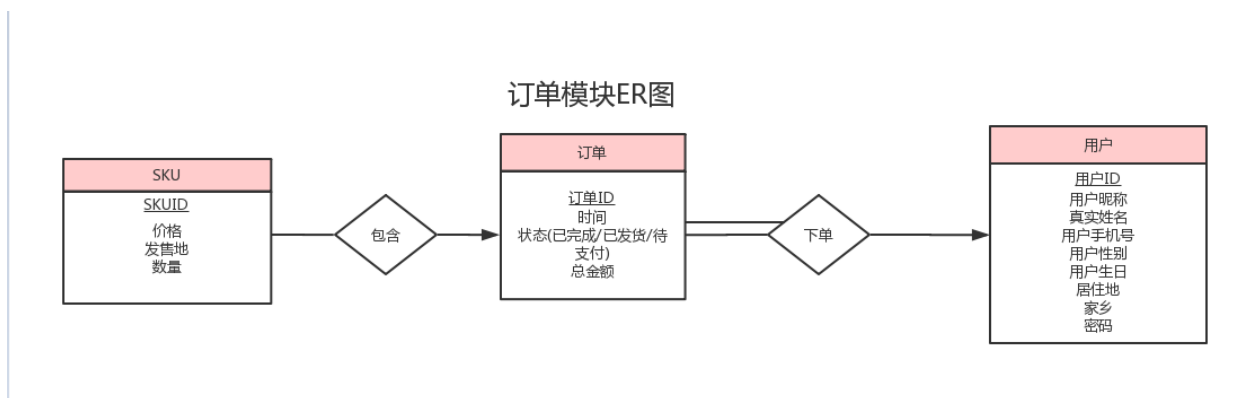 订单模块ER图
SKU
SKUID
价格
发售地
数量
包含
订单
订单ID
时间
状态(已完成/已发货/待
支付)
总金额
下单
用户
用户ID
用户昵称
真实姓名
用户手机号
用户性别
用户生日
居住地
家乡
密码